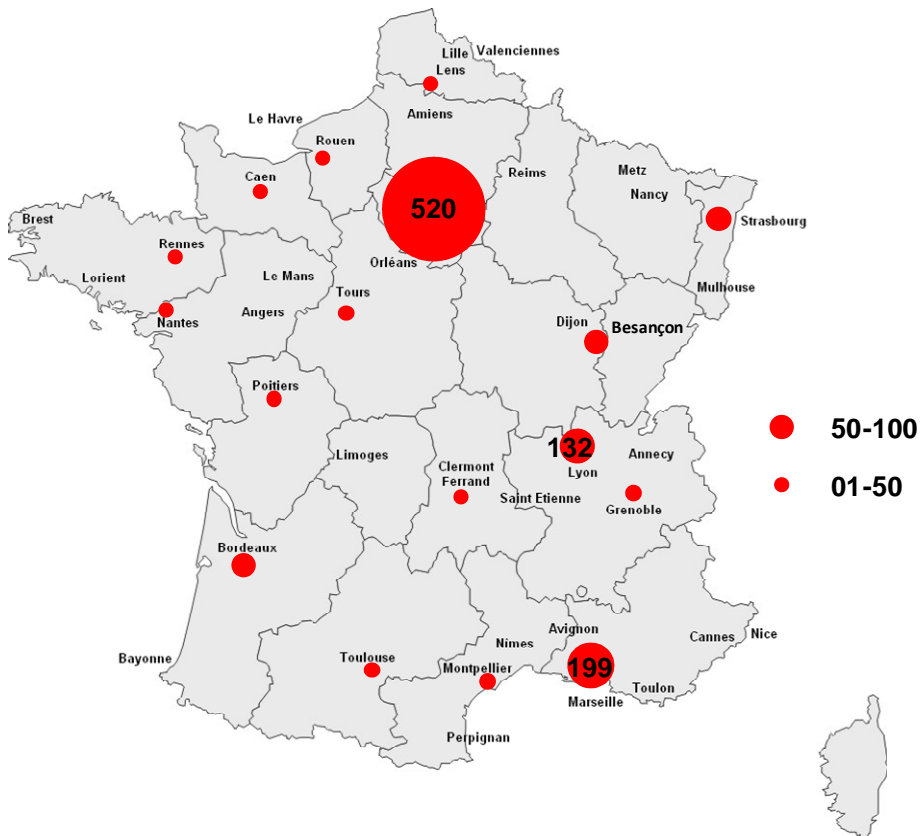 Lille Valenciennes
Lens
Amiens
Le Havre
Rouen
Caen
Reims
Metz
Nancy
520
Strasbourg
Brest
Rennes
Orléans
Lorient
Le Mans
Tours
Mulhouse
Nantes
Angers
Dijon
Besançon
Poitiers
50-100
132
Limoges
Annecy
Clermont
Ferrand
Lyon
01-50
Saint Etienne
Grenoble
Bordeaux
Avignon
Cannes
Nice
Nîmes
Bayonne
Toulouse
Montpellier
199
Toulon
Marseille
Perpignan